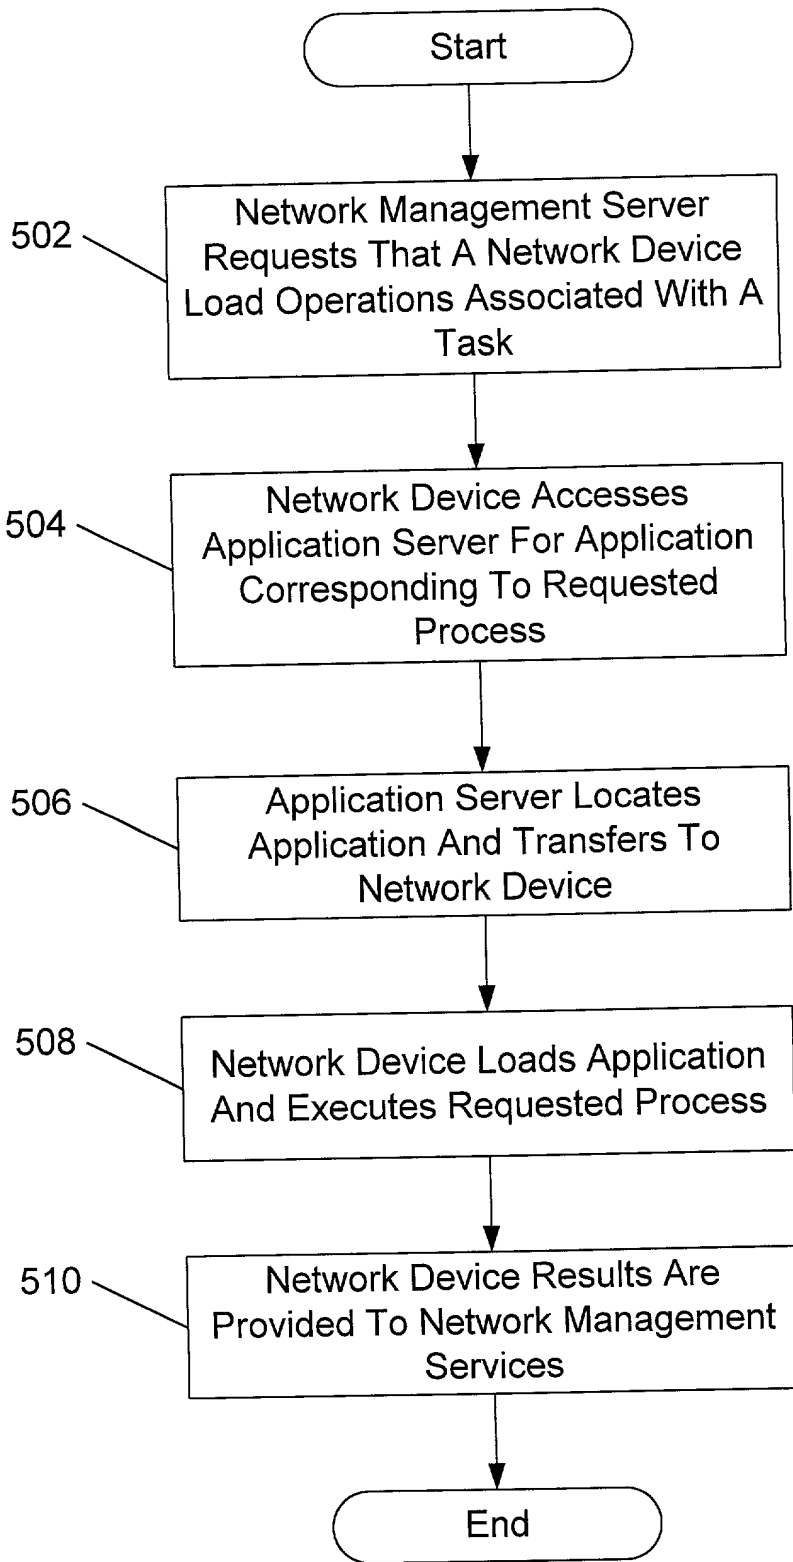 Start
502
Network Management Server
Requests That A Network Device
Load Operations Associated With A
Task
504
Network Device Accesses
Application Server For Application
Corresponding To Requested
Process
506
Application Server Locates
Application And Transfers To
Network Device
508
Network Device Loads Application
And Executes Requested Process
510
Network Device Results Are
Provided To Network Management
Services
End